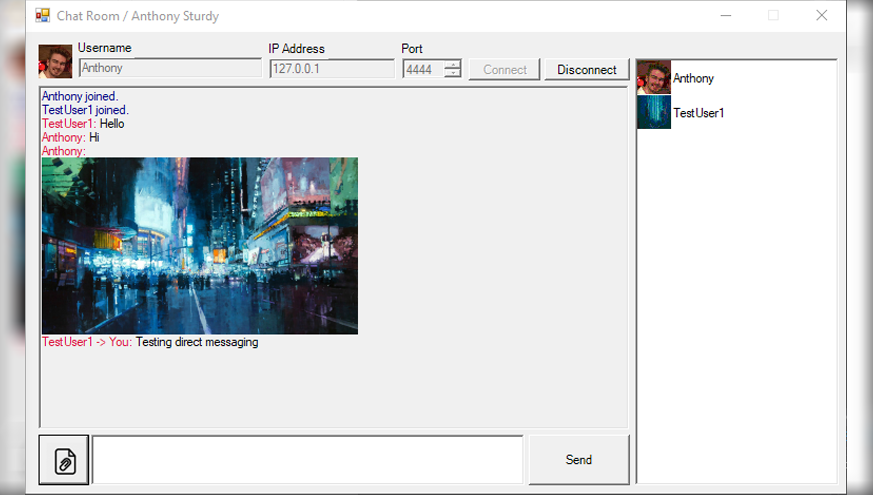 Chat Room / Anthony Sturdy
Username
IP Address
Port
Anthony
127.0.0.1
4444
Connect
Disconnect
Anthony joined.
TestUser1 joined.
TestUser1: Hello
Anthony: Hi
Anthony:
TestUser1 -> You: Testing direct messaging
Anthony
TestUser1
Send